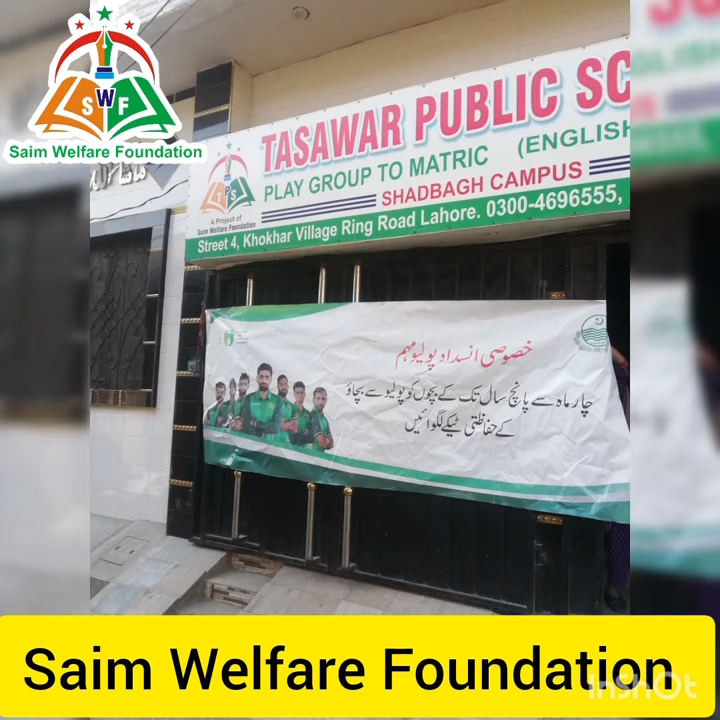 SWF
Saim Welfare Foundation
TASAWAR PUBLIC SC
PLAY GROUP TO MATRIC (ENGLISH
SHADBAGH CAMPUS
TPS
A Project of
Saim Welfare Foundation
Street 4, Khokhar Village Ring Road Lahore. 0300-4696555,
خصوصی انسداد پولیو مہم
چار ماہ سے پانچ سال تک کے بچوں کو پولیو سے بچاؤ
کے حفاظتی ٹیکے لگوائیں
Saim Welfare Foundation
InShOt